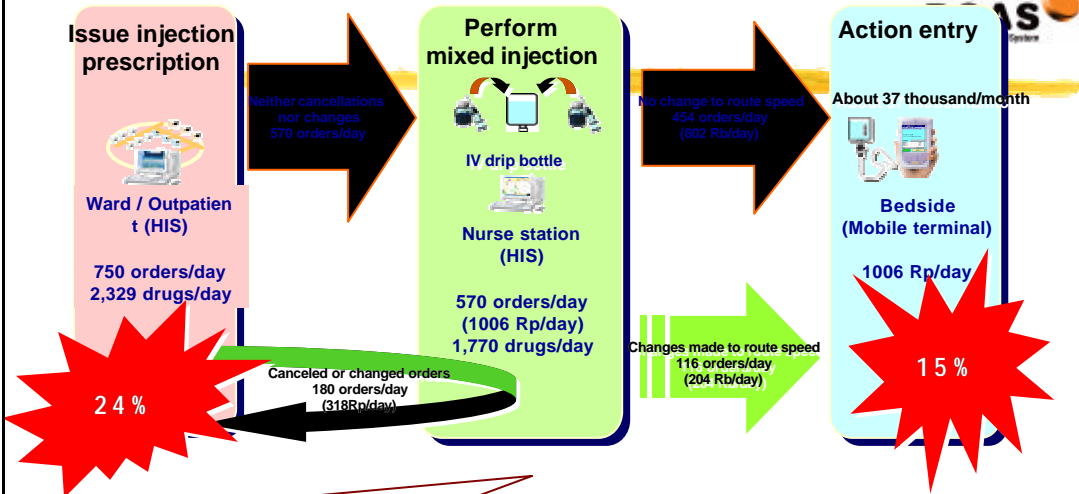 Issue injection
prescription
Ward / Outpatien
t (HIS)
750 orders/day
2,329 drugs/day
24%
Neither cancellations
nor changes
570 orders/day
Canceled or changed orders
180 orders/day
(318Rp/day)
Perform
mixed injection
IV drip bottle
Nurse station
(HIS)
570 orders/day
(1006 Rp/day)
1,770 drugs/day
No change to route speed
454 orders/day
(802 Rb/day)
Changes made to route speed
116 orders/day
(204 Rb/day)
Action entry
About 37 thousand/month
Bedside
(Mobile terminal)
1006 Rp/day
15%
System